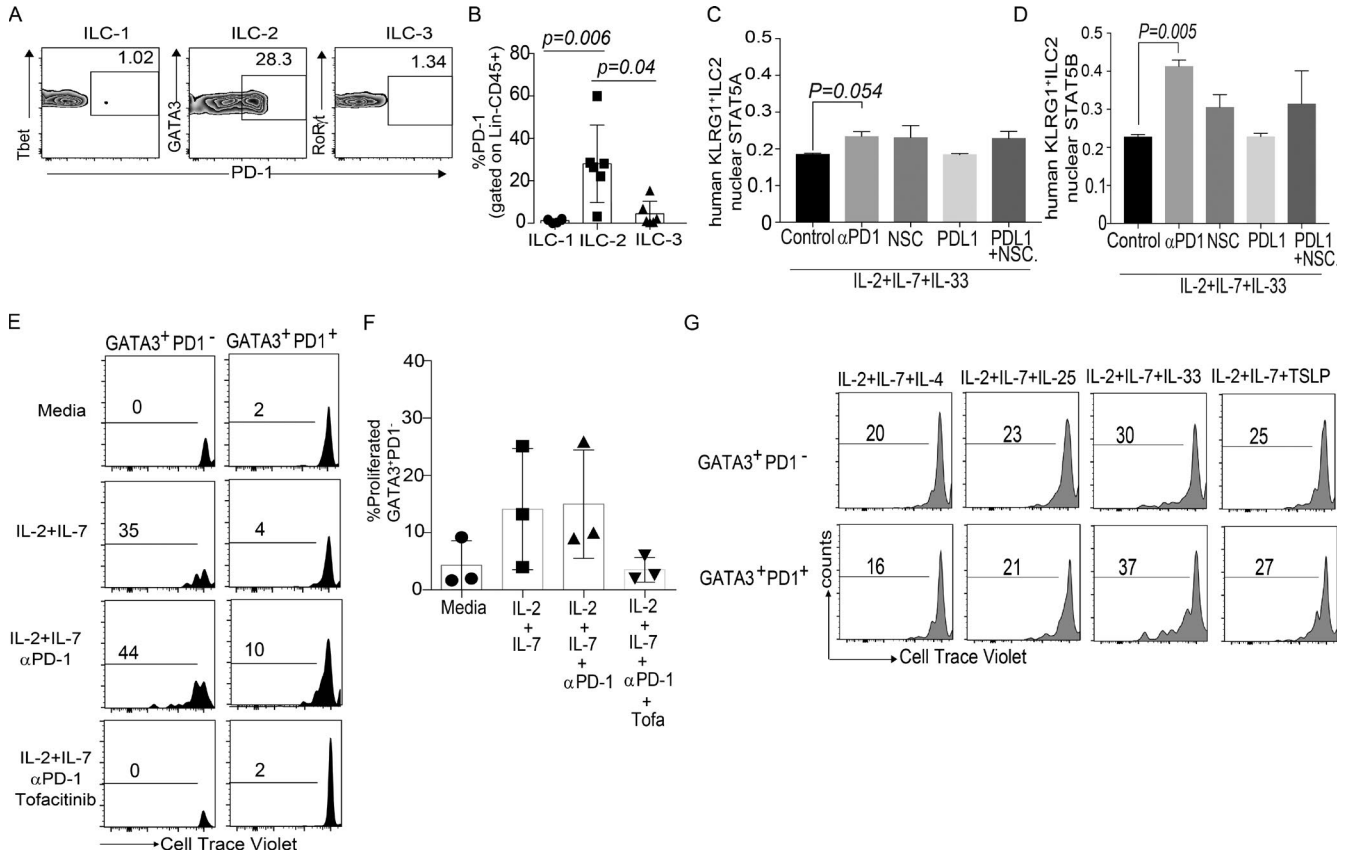 A
ILC-1
ILC-2
ILC-3
1.02
28.3
1.34
Tbet
GATA3
RoRγt
PD-1
B
p=0.006
p=0.04
80
60
40
20
0
%PD-1
(gated on Lin-CD45+)
ILC-1
ILC-2
ILC-3
C
0.5
0.4
0.3
0.2
0.1
0
human KLRG1+ILC2
nuclear STAT5A
P=0.054
Control
αPD1
NSC
PDL1
PDL1
+NSC.
IL-2+IL-7+IL-33
D
0.5
0.4
0.3
0.2
0.1
0
human KLRG1+ILC2
nuclear STAT5B
P=0.005
Control
αPD1
NSC
PDL1
PDL1
+NSC.
IL-2+IL-7+IL-33
E
GATA3+PD1-
GATA3+PD1+
Media
0
2
IL-2+IL-7
35
4
IL-2+IL-7
αPD-1
44
10
IL-2+IL-7
αPD-1
Tofacitinib
0
2
Cell Trace Violet
F
40
30
20
10
0
%Proliferated
GATA3+PD1-
Media
IL-2
+
IL-7
IL-2
+
IL-7
+
αPD-1
IL-2
+
IL-7
+
αPD-1
+
Tofa
G
IL-2+IL-7+IL-4
IL-2+IL-7+IL-25
IL-2+IL-7+IL-33
IL-2+IL-7+TSLP
GATA3+PD1-
20
23
30
25
GATA3+PD1+
16
21
37
27
counts
Cell Trace Violet